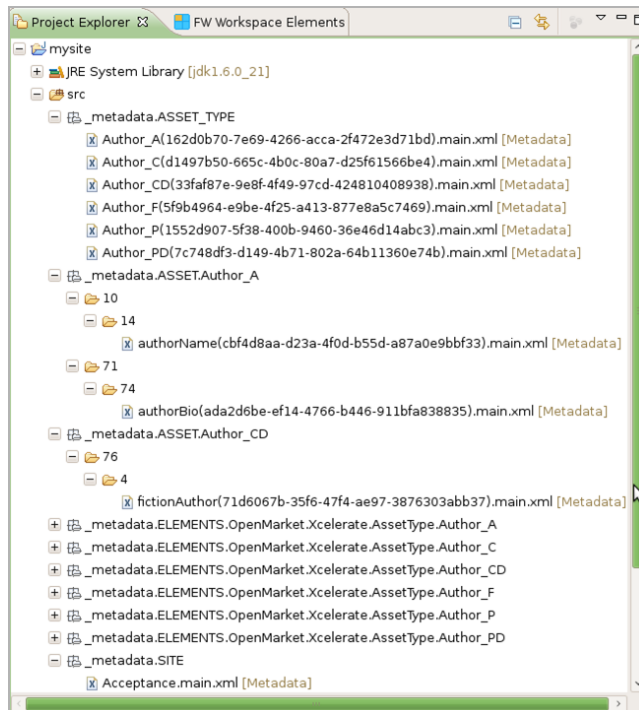 Project Explorer FW Workspace Elements
mysite
JRE System Library [jdk1.6.0_21]
src
_metadata.ASSET_TYPE
Author_A(162d0b70-7e69-4266-acca-2f472e3d71bd).main.xml [Metadata]
Author_C(d1497b50-665c-4b0c-80a7-d25f61566be4).main.xml [Metadata]
Author_CD(33faf87e-9e8f-4f49-97cd-424810408938).main.xml [Metadata]
Author_F(5f9b4964-e9be-4f25-a413-877e8a5c7469).main.xml [Metadata]
Author_P(1552d907-5f38-400b-9460-36e46d14abc3).main.xml [Metadata]
Author_PD(7c748df3-d149-4b71-802a-64b11360e74b).main.xml [Metadata]
_metadata.ASSET.Author_A
10
14
authorName(cbf4d8aa-d23a-4f0d-b55d-a87a0e9bbf33).main.xml [Metadata]
71
74
authorBio(ada2d6be-ef14-4766-b446-911bfa838835).main.xml [Metadata]
_metadata.ASSET.Author_CD
76
4
fictionAuthor(71d6067b-35f6-47f4-ae97-3876303abb37).main.xml [Metadata]
_metadata.ELEMENTS.OpenMarket.Xcelerate.AssetType.Author_A
_metadata.ELEMENTS.OpenMarket.Xcelerate.AssetType.Author_C
_metadata.ELEMENTS.OpenMarket.Xcelerate.AssetType.Author_CD
_metadata.ELEMENTS.OpenMarket.Xcelerate.AssetType.Author_F
_metadata.ELEMENTS.OpenMarket.Xcelerate.AssetType.Author_P
_metadata.ELEMENTS.OpenMarket.Xcelerate.AssetType.Author_PD
_metadata.SITE
Acceptance.main.xml [Metadata]